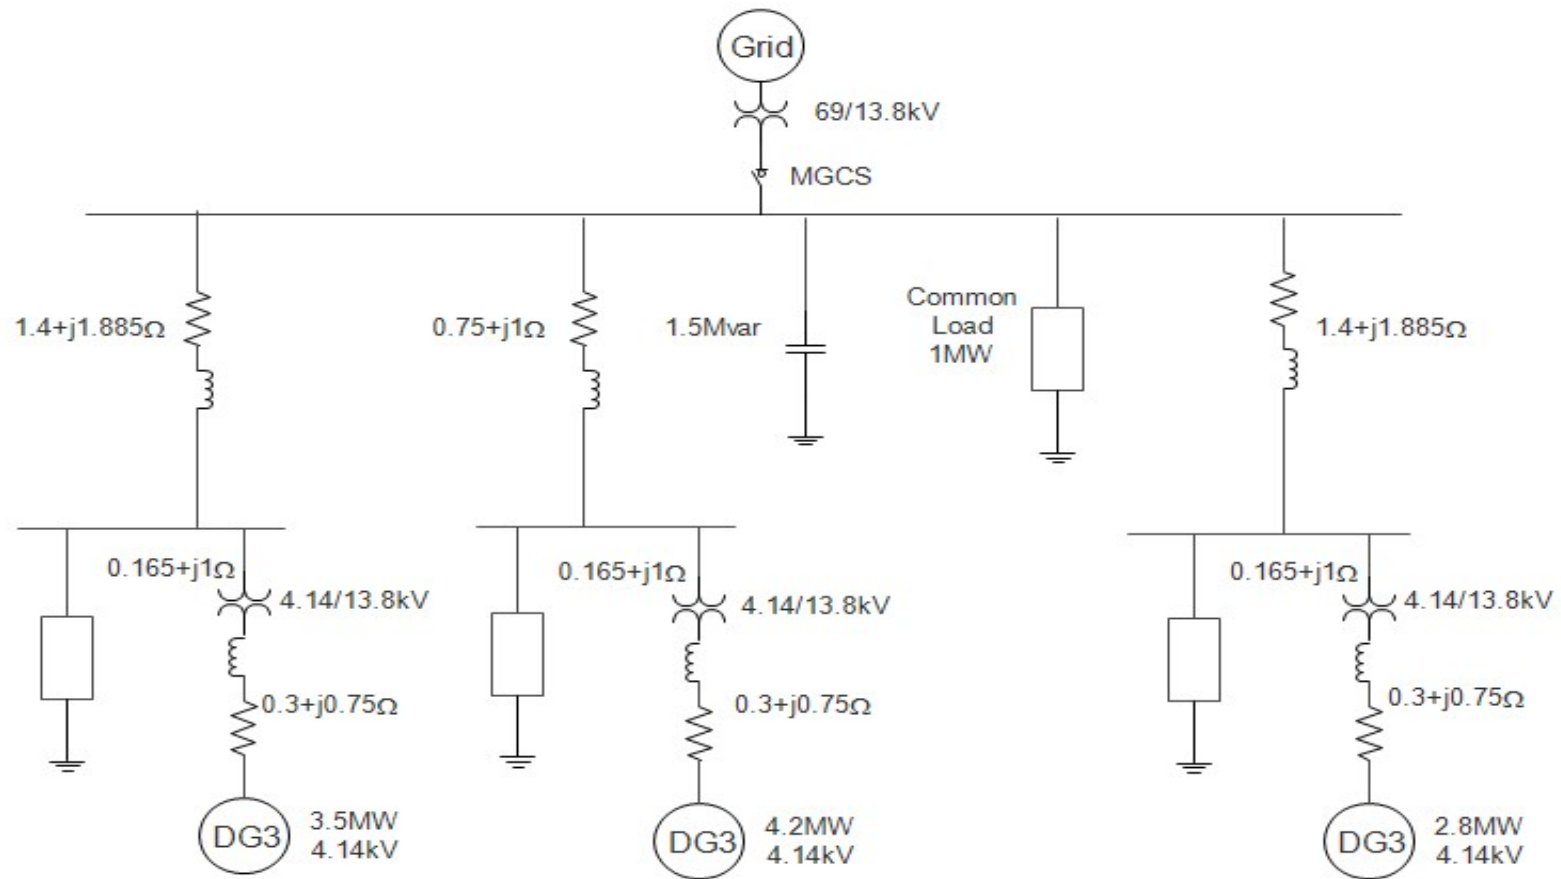 Grid
69/13.8kV
MGCS
1.4+j1.885Ω
0.75+j1Ω
1.5Mvar
Common
Load
1MW
1.4+j1.885Ω
0.165+j1Ω
4.14/13.8kV
0.3+j0.75Ω
DG3
3.5MW
4.14kV
0.165+j1Ω
4.14/13.8kV
0.3+j0.75Ω
DG3
4.2MW
4.14kV
0.165+j1Ω
4.14/13.8kV
0.3+j0.75Ω
DG3
2.8MW
4.14kV